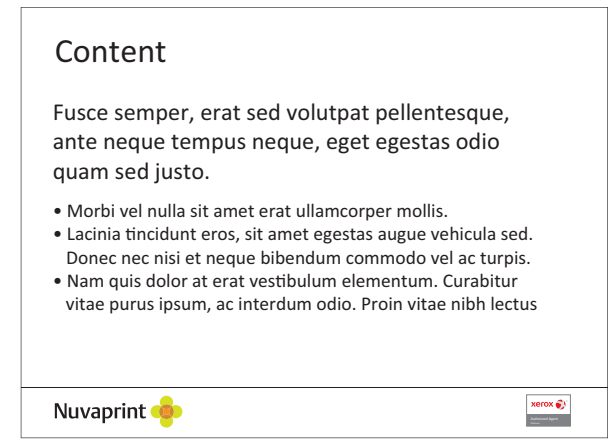 Content
Fusce semper, erat sed volutpat pellentesque,
ante neque tempus neque, eget egestas odio
quam sed justo.
• Morbi vel nulla sit amet erat ullamcorper mollis.
• Lacinia tincidunt eros, sit amet egestas augue vehicula sed.
Donec nec nisi et neque bibendum commodo vel ac turpis.
• Nam quis dolor at erat vestibulum elementum. Curabitur
vitae purus ipsum, ac interdum odio. Proin vitae nibh lectus
Nuvaprint
xerox